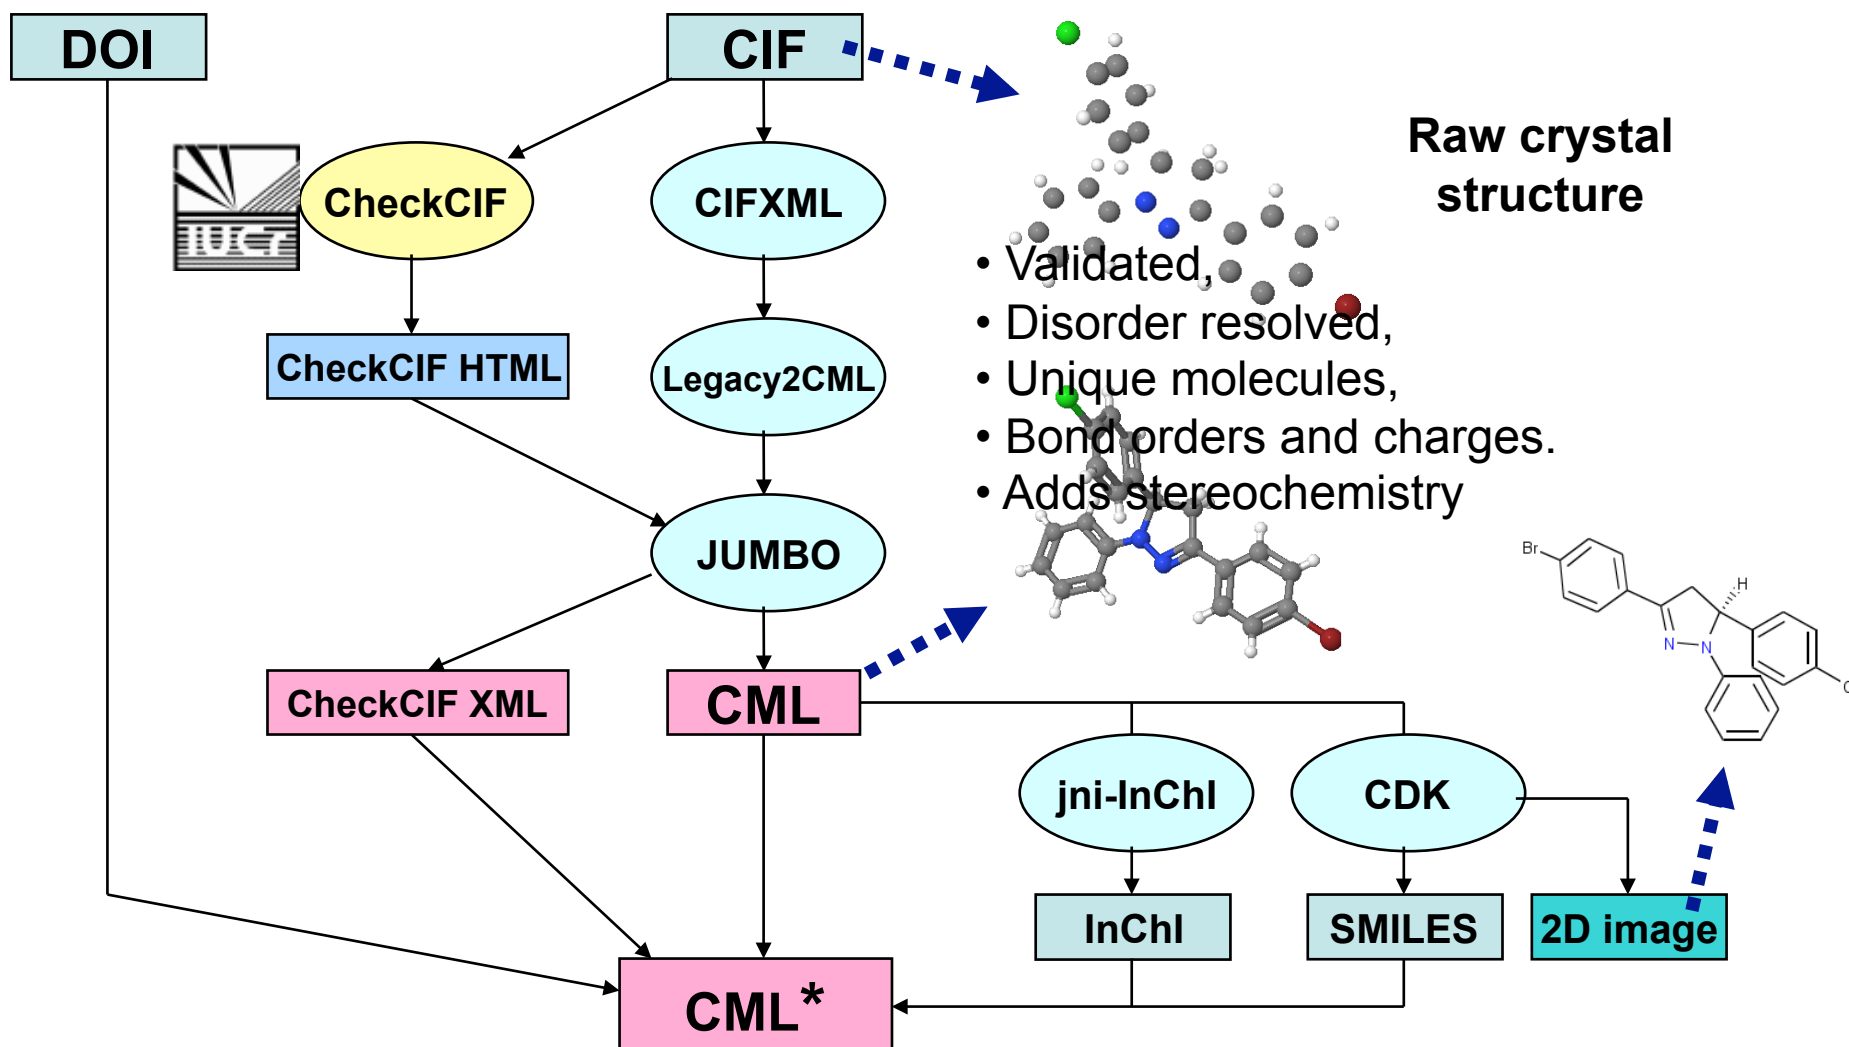 DOI
CIF
Raw crystal
structure
IUCr
CheckCIF
CIFXML
• Validated,
• Disorder resolved,
• Unique molecules,
• Bond orders and charges.
• Adds stereochemistry
CheckCIF HTML
Legacy2CML
JUMBO
Br
H
N
N
C
CheckCIF XML
CML
jni-InChI
CDK
InChI
SMILES
2D image
CML*